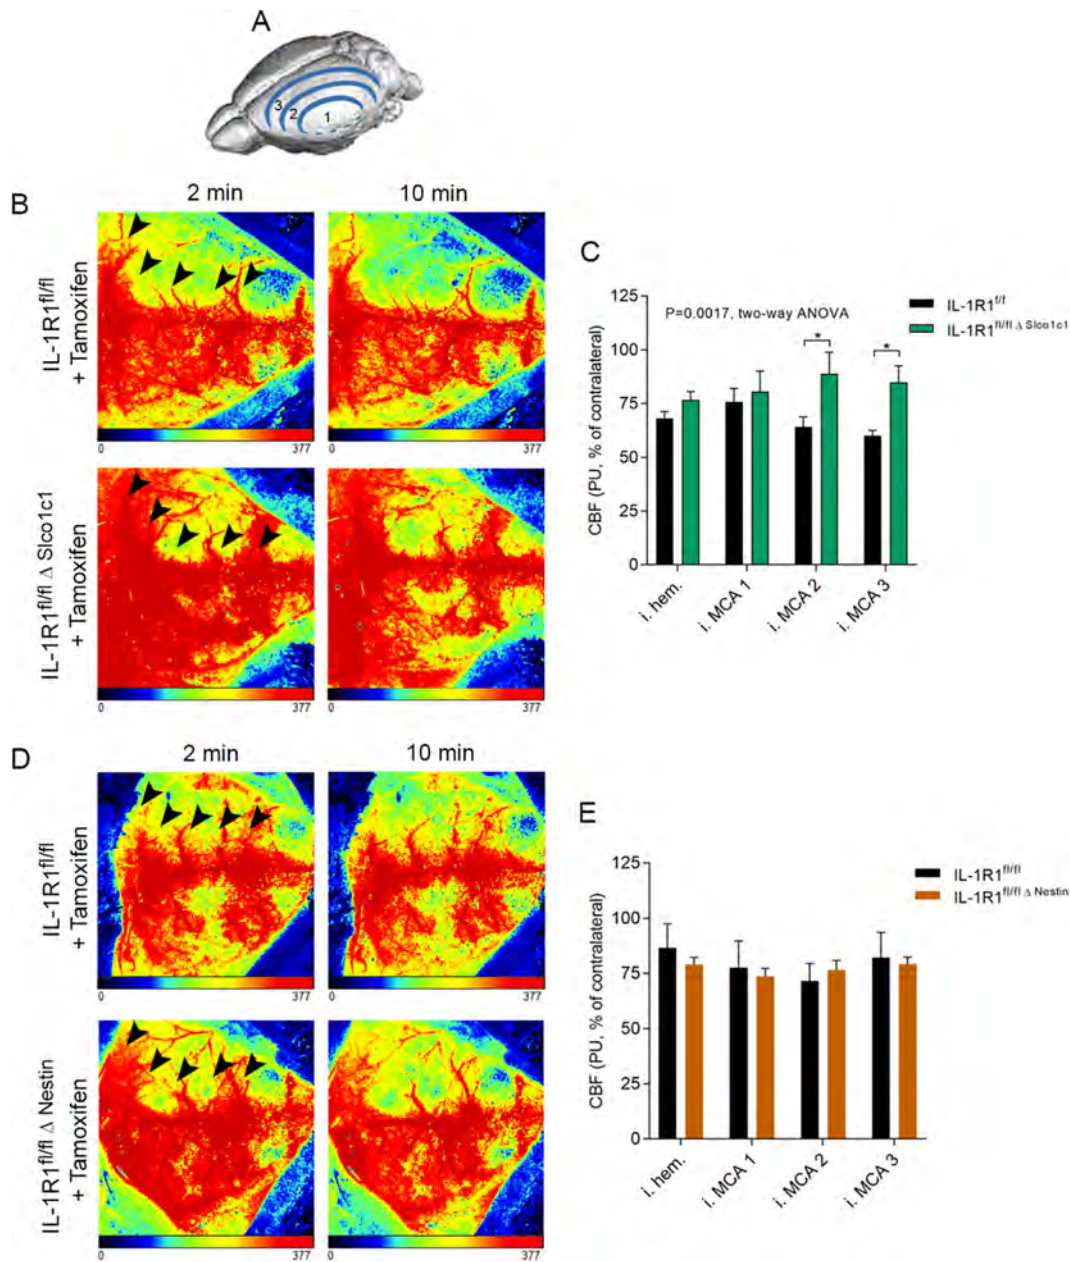 A
3
2
1
B
2 min
10 min
IL-1R1fl/fl
+ Tamoxifen
0
377
IL-1R1fl/fl Δ Slco1c1
+ Tamoxifen
0
377
0
377
C
CBF (PU, % of contralateral)
125
100
75
50
25
0
P=0.0017, two-way ANOVA
*
*
IL-1R1f/f
IL-1R1fl/fl Δ Slco1c1
i. hem.
i. MCA 1
i. MCA 2
i. MCA 3
D
2 min
10 min
IL-1R1fl/fl
+ Tamoxifen
0
377
IL-1R1fl/fl Δ Nestin
+ Tamoxifen
0
377
0
377
E
CBF (PU, % of contralateral)
125
100
75
50
25
0
IL-1R1fl/fl
IL-1R1fl/fl Δ Nestin
i. hem.
i. MCA 1
i. MCA 2
i. MCA 3